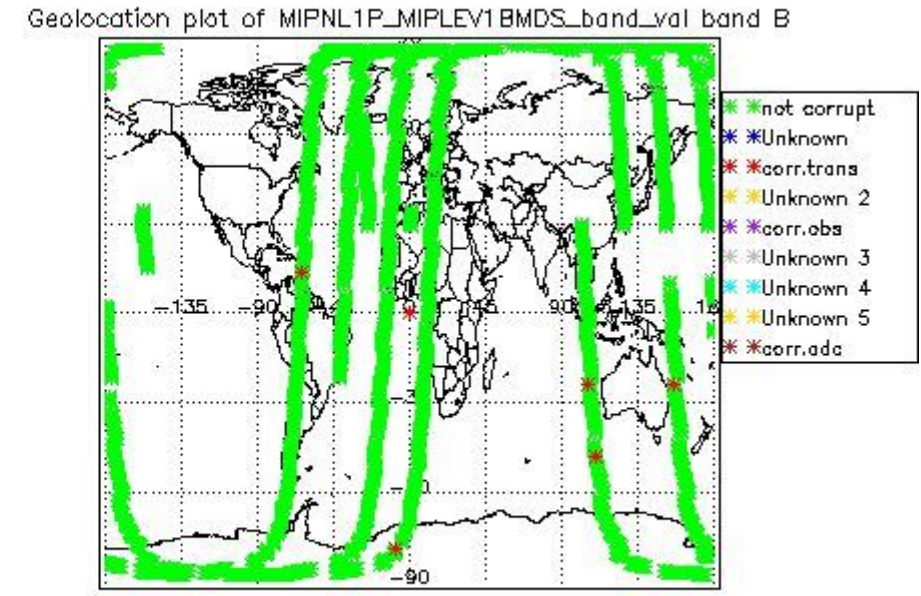 Geolocation plot of MIPNL1P_MIPLEV1BMDS_band_val band B
not corrupt
Unknown
corr.trans
Unknown 2
corr.obs
Unknown 3
Unknown 4
Unknown 5
corr.adc
-135 -90 135
-90